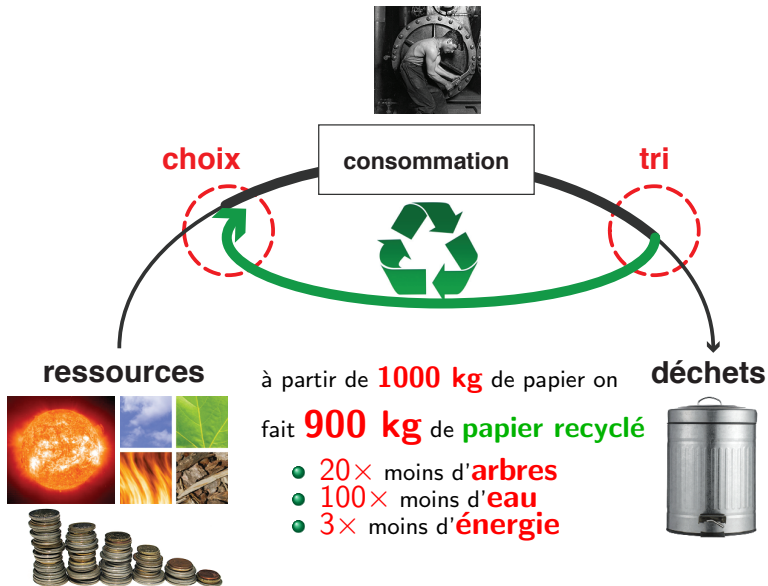 choix
consommation
tri
ressources
déchets
à partir de 1000 kg de papier on
fait 900 kg de papier recyclé
20× moins d'arbres
100× moins d'eau
3× moins d'énergie